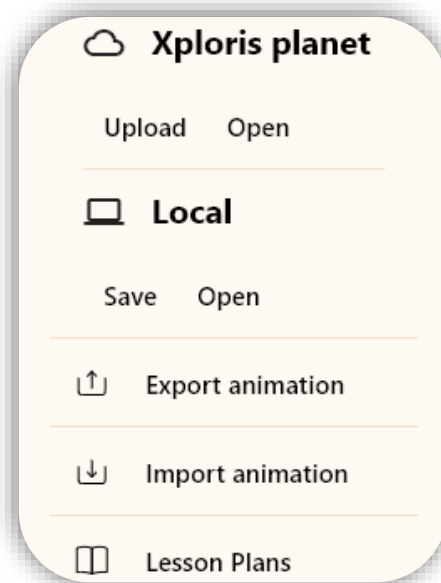 Xploris planet
Upload Open
Local
Save Open
Export animation
Import animation
Lesson Plans